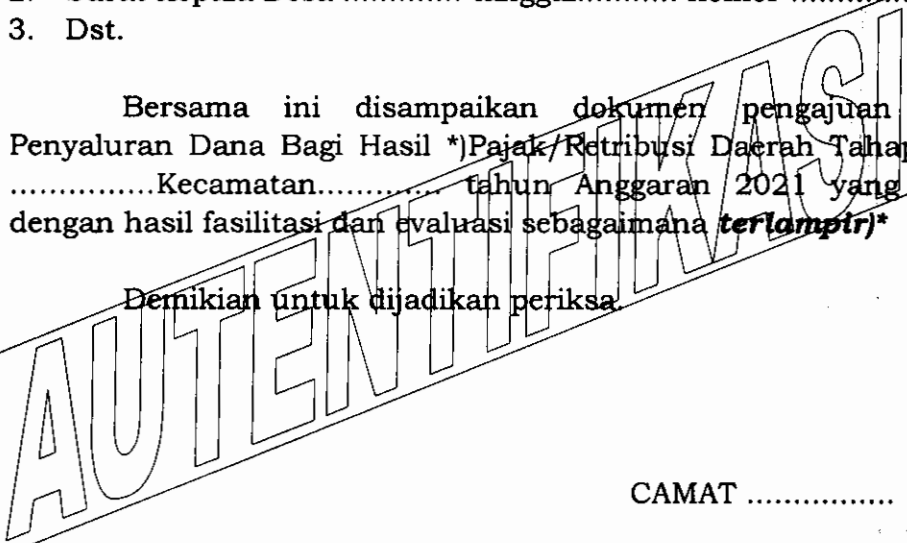 3. Dst.
Bersama ini disampaikan dokumen pengajuan
Penyaluran Dana Bagi Hasil *)Pajak/Retribusi Daerah Tahap
...............Kecamatan............. tahun Anggaran 2021 yang
dengan hasil fasilitasi dan evaluasi sebagaimana terlampir)*
Demikian untuk dijadikan periksa.
AUTENTIFIKASI
CAMAT ................